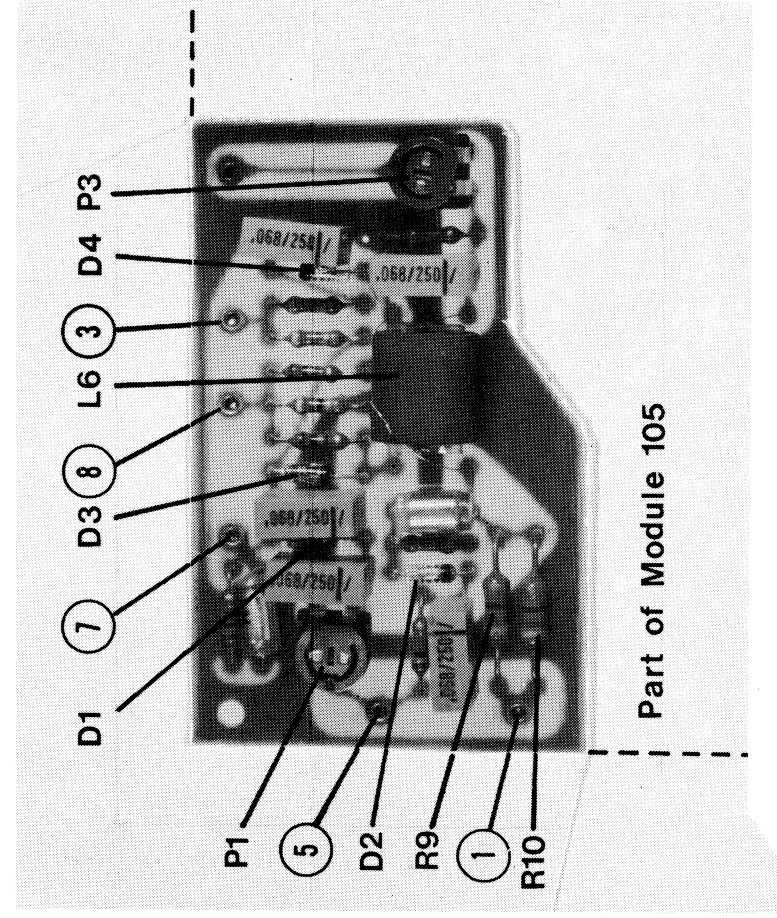 P3
D4
3
L6
8
D3
7
D1
P1
5
D2
R9
1
R10
.068/250/
.068/250/
.068/250/
.068/250/
.068/250/
Part of Module 105